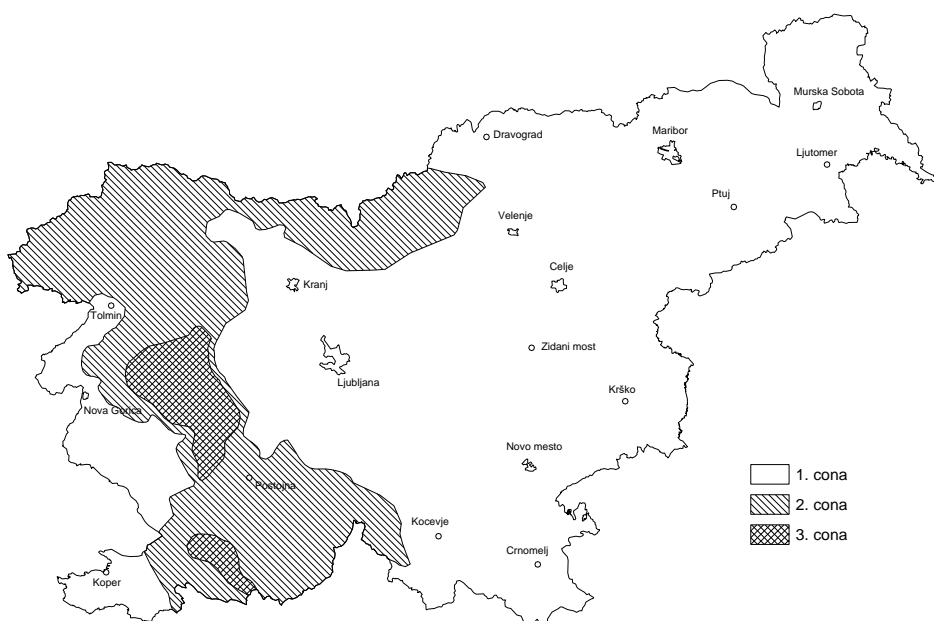 Murska Sobota
Dravograd
Maribor
Ljutomer
Ptuj
Velenje
Celje
Kranj
Tolmin
Zidani most
Ljubljana
Krško
Nova Gorica
Novo mesto
Postojna
Kocevje
Crnomelj
Koper
1. cona
2. cona
3. cona